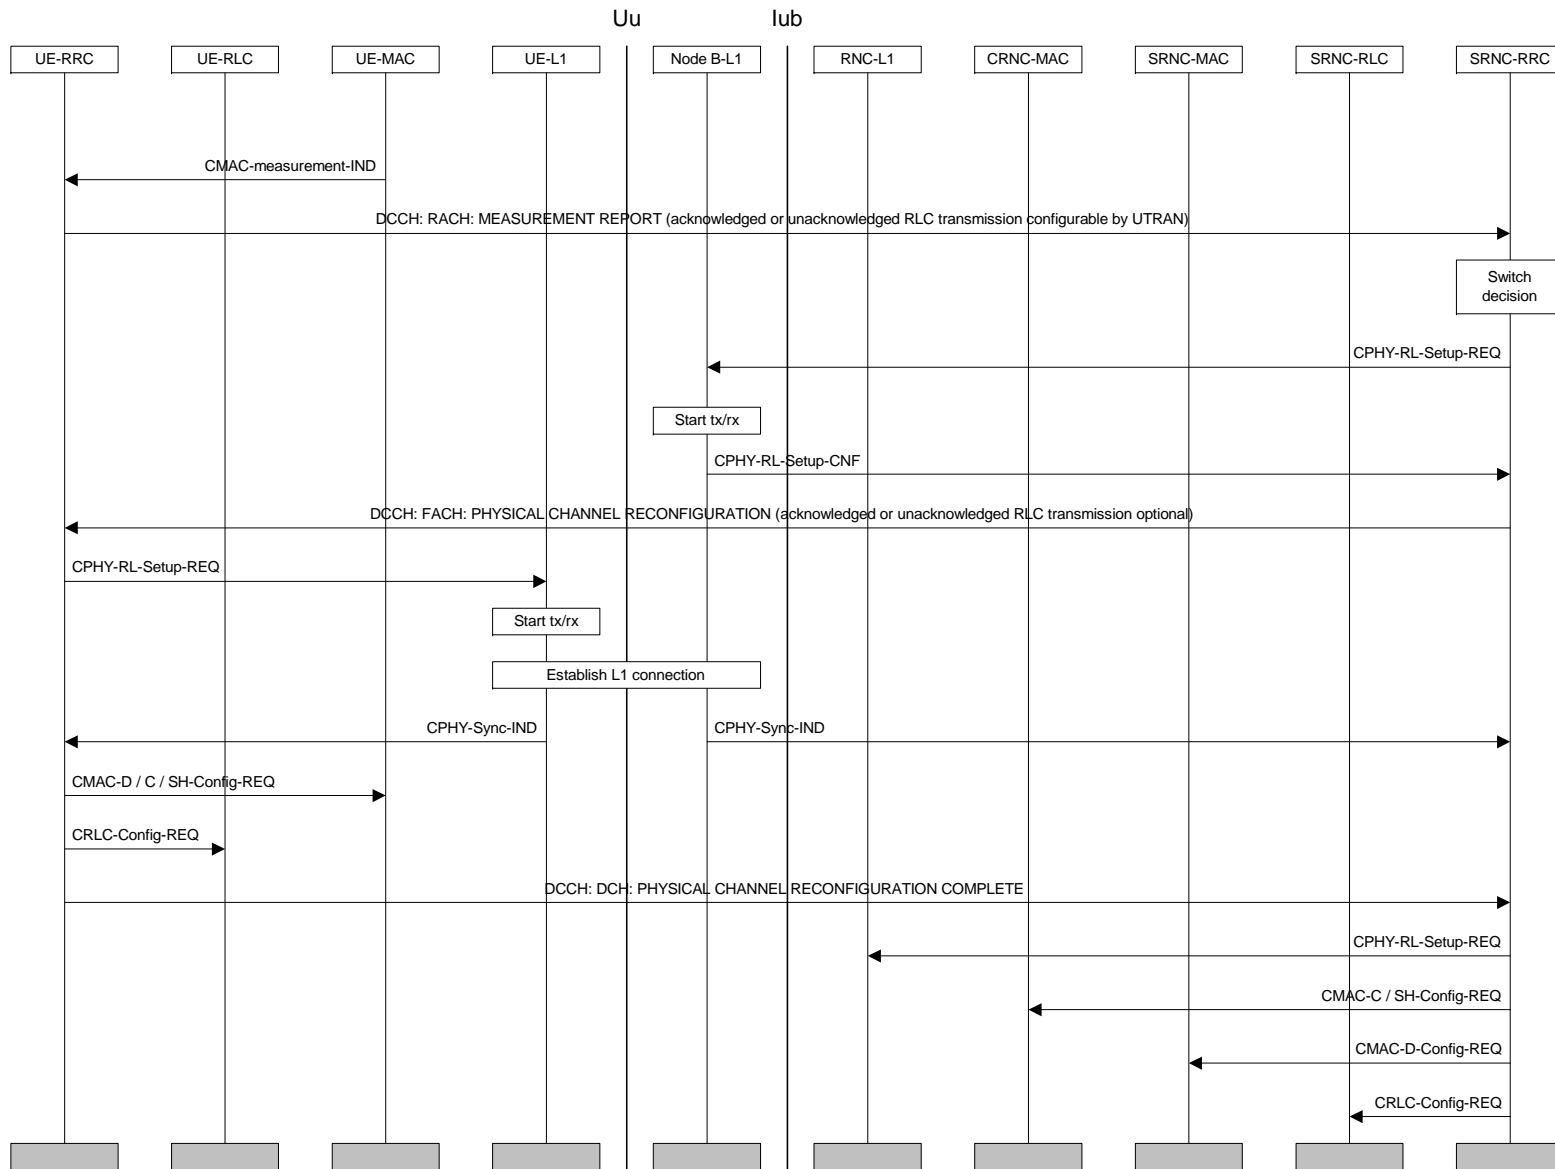 Uu
Iub
UE-RRC
UE-RLC
UE-MAC
UE-L1
Node B-L1
RNC-L1
CRNC-MAC
SRNC-MAC
SRNC-RLC
SRNC-RRC
CMAC-measurement-IND
DCCH: RACH: MEASUREMENT REPORT (acknowledged or unacknowledged RLC transmission configurable by UTRAN)
Switch
decision
CPHY-RL-Setup-REQ
Start tx/rx
CPHY-RL-Setup-CNF
DCCH: FACH: PHYSICAL CHANNEL RECONFIGURATION (acknowledged or unacknowledged RLC transmission optional)
CPHY-RL-Setup-REQ
Start tx/rx
Establish L1 connection
CPHY-Sync-IND
CPHY-Sync-IND
CMAC-D / C / SH-Config-REQ
CRLC-Config-REQ
DCCH: DCH: PHYSICAL CHANNEL RECONFIGURATION COMPLETE
CPHY-RL-Setup-REQ
CMAC-C / SH-Config-REQ
CMAC-D-Config-REQ
CRLC-Config-REQ